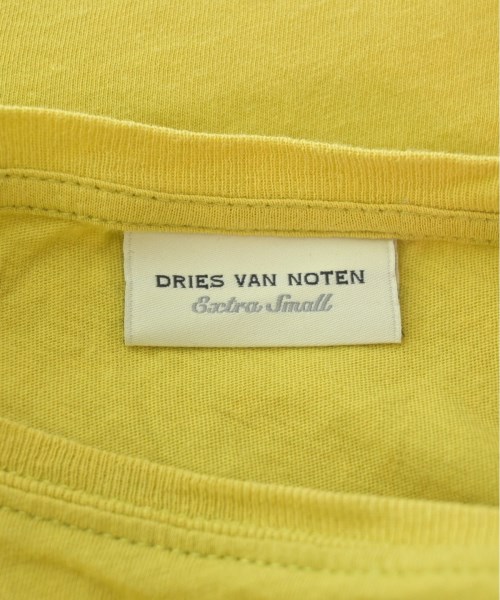 DRIES VAN NOTEN
Extra Small